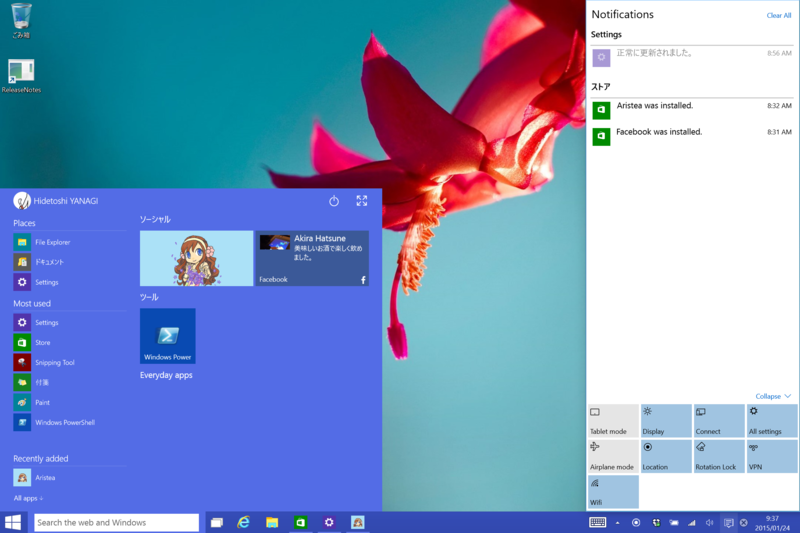 ごみ箱
ReleaseNotes
Hidetoshi YANAGI
Places
File Explorer
ドキュメント
Settings
Most used
Settings
Store
Snipping Tool
付箋
Paint
Windows PowerShell
Recently added
Aristea
All apps
ソーシャル
Akira Hatsune
美味しいお酒で楽しく飲めました。
Facebook
ツール
Windows Power
Everyday apps
Notifications
Clear All
Settings
正常に更新されました。
8:56 AM
ストア
Aristea was installed.
8:32 AM
Facebook was installed.
8:31 AM
Collapse
Tablet mode
Display
Connect
All settings
Airplane mode
Location
Rotation Lock
VPN
Wifi
Search the web and Windows
9:37
2015/01/24